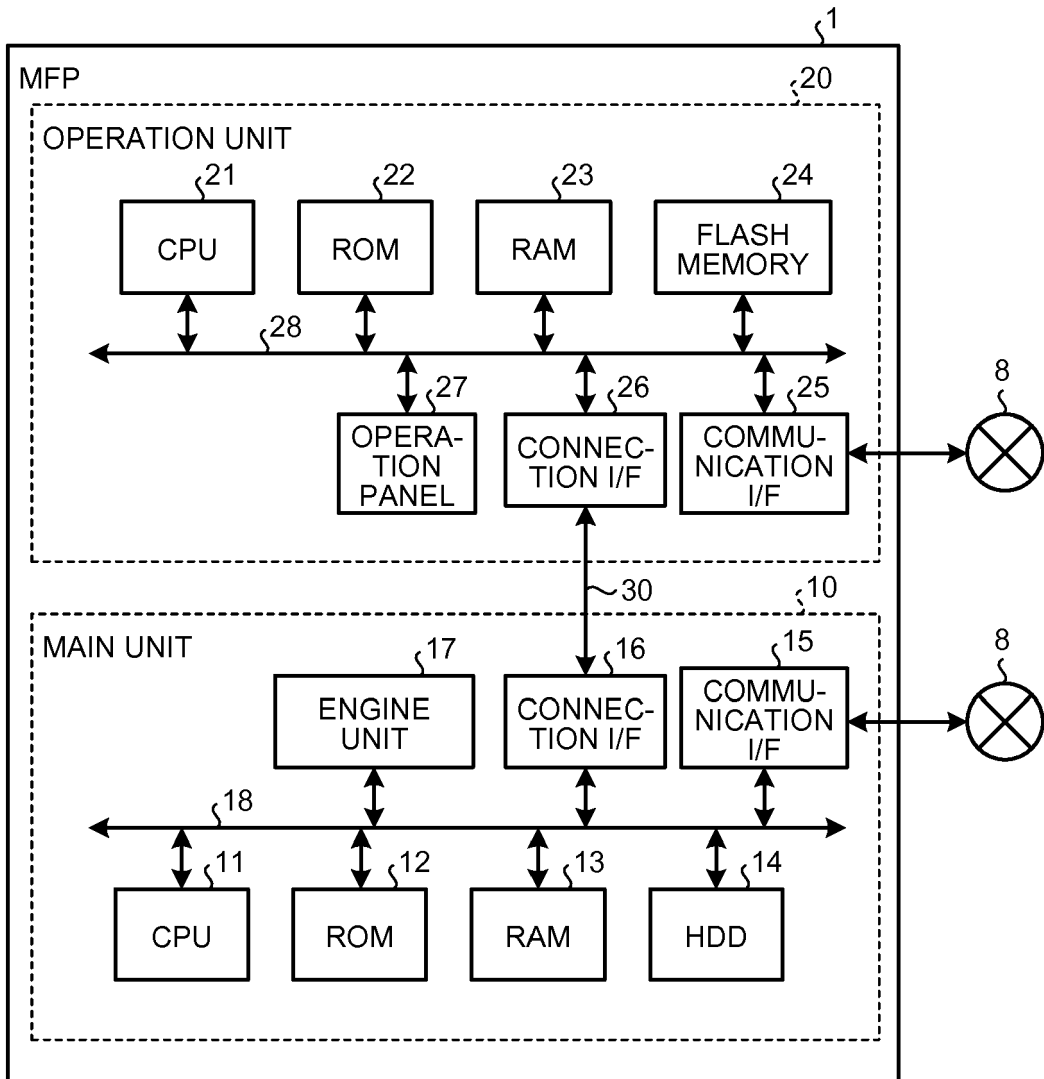 1
MFP
20
OPERATION UNIT
21
22
23
24
CPU
ROM
RAM
FLASH
MEMORY
28
27
26
25
8
OPERA-
TION
PANEL
CONNEC-
TION I/F
COMMU-
NICATION
I/F
30
10
MAIN UNIT
17
16
15
8
ENGINE
UNIT
CONNEC-
TION I/F
COMMU-
NICATION
I/F
18
11
12
13
14
CPU
ROM
RAM
HDD